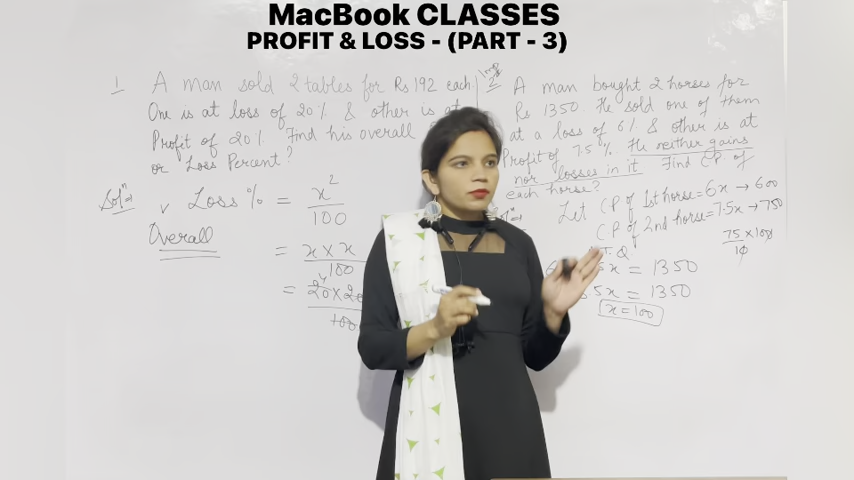 MacBook CLASSES
PROFIT & LOSS - (PART - 3)
1 A man sold 2 tables for Rs 192 each
One is at loss of 20% & other is at
Profit of 20%. Find his overall
or Loss Percent?
Solⁿ
Loss % = x²/100
Overall
= x × x/100
= 20 × 20/100
Imp
2 A man bought 2 horses for
Rs 1350 He sold one of them
at a loss of 6% & other is at
Profit of 7.5%. He neither gains
nor losses in it. Find CP of
each horse?
Let CP of 1st horse = 6x → 600
CP of 2nd horse = 7.5x → 750
75 × 100/10
5x = 1350
5x = 1350
x = 100